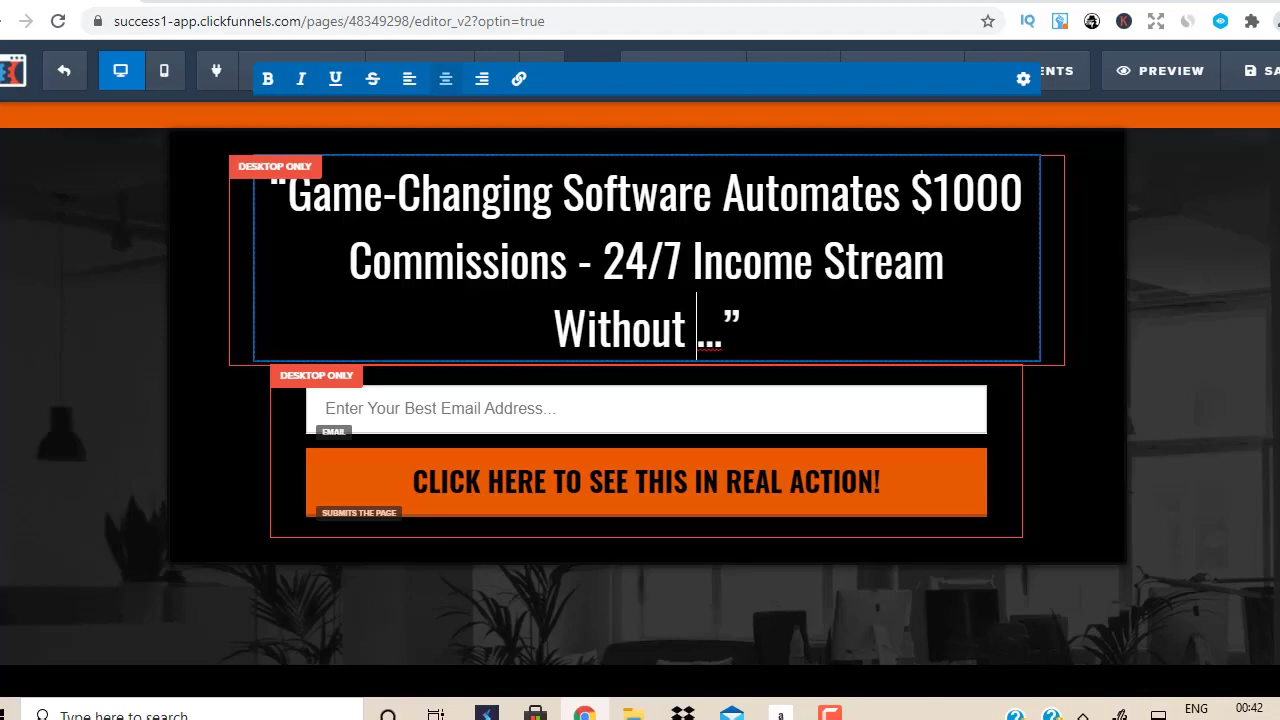 success1-app.clickfunnels.com/pages/48349298/editor_v2?optin=true
IQ
K
B I U S
ENTS PREVIEW SA
DESKTOP ONLY
“Game-Changing Software Automates $1000
Commissions - 24/7 Income Stream
Without ...”
DESKTOP ONLY
Enter Your Best Email Address...
EMAIL
CLICK HERE TO SEE THIS IN REAL ACTION!
SUBMITS THE PAGE
Type here to search
a
ENG
00:42